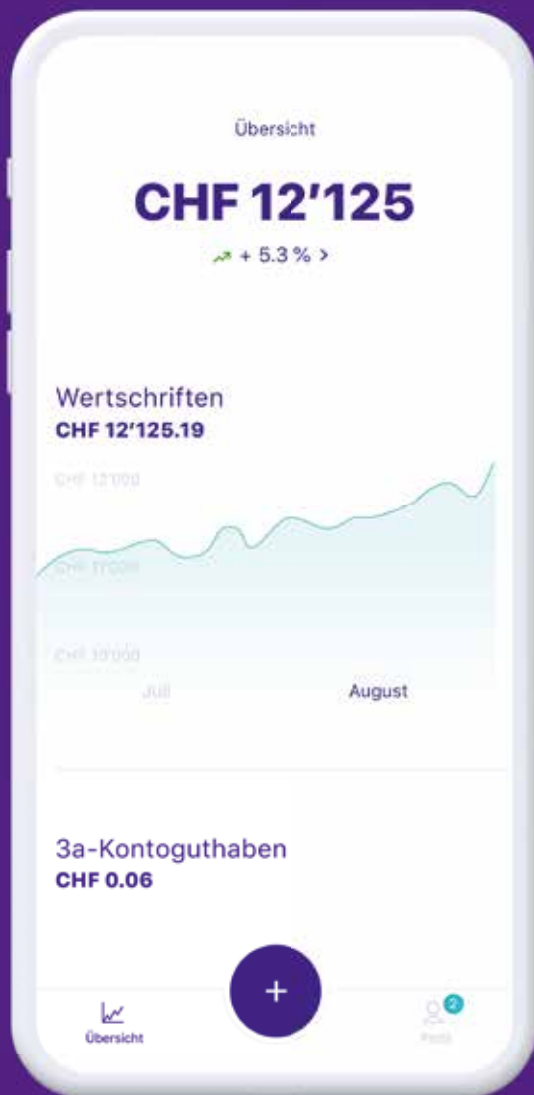 Übersicht
CHF 12’125
+ 5.3 % >
Wertschriften
CHF 12’125.19
CHF 12'000
CHF 11'000
CHF 10'000
Juli
August
3a-Kontoguthaben
CHF 0.06
+
Übersicht
2